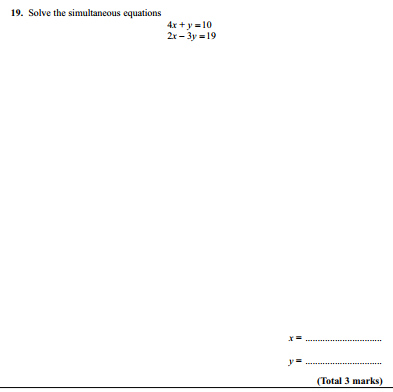 19. Solve the simultaneous equations
4x + y = 10
2x – 3y = 19
x = ................................
y = ................................
(Total 3 marks)